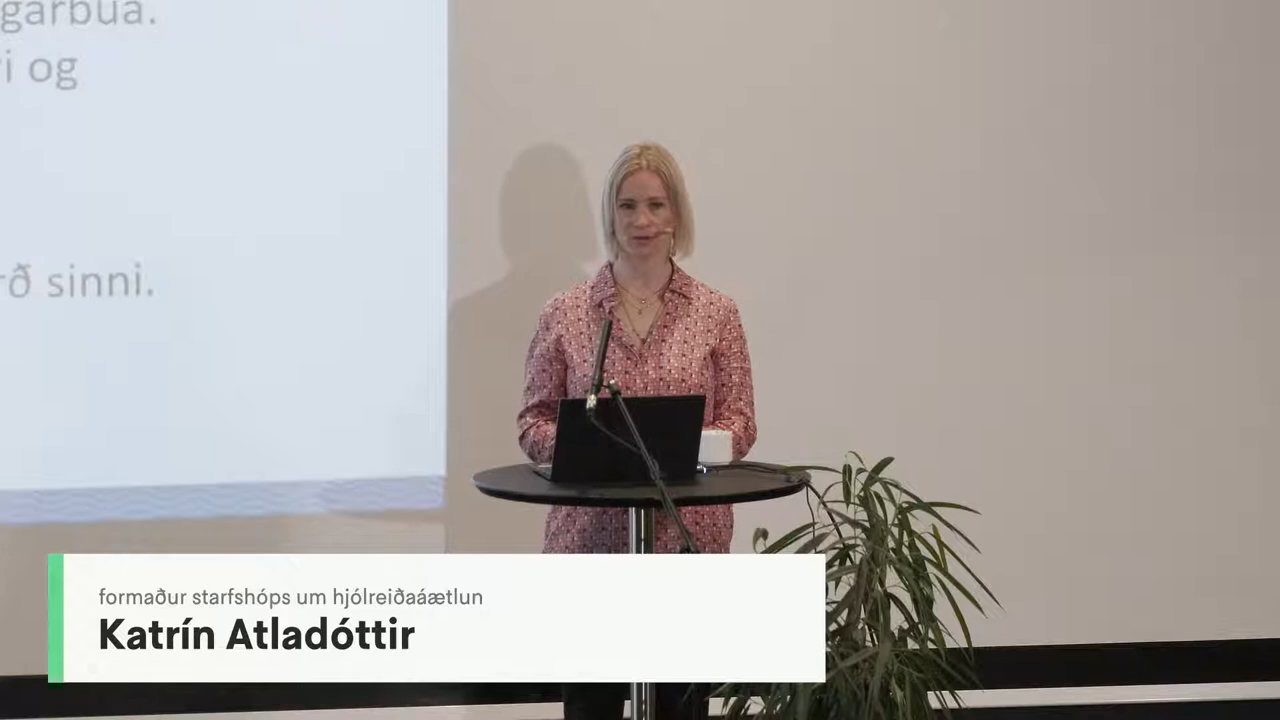 garbúa.
i og
rð sinni.
formaður starfshóps um hjólreiðaáætlun
Katrín Atladóttir